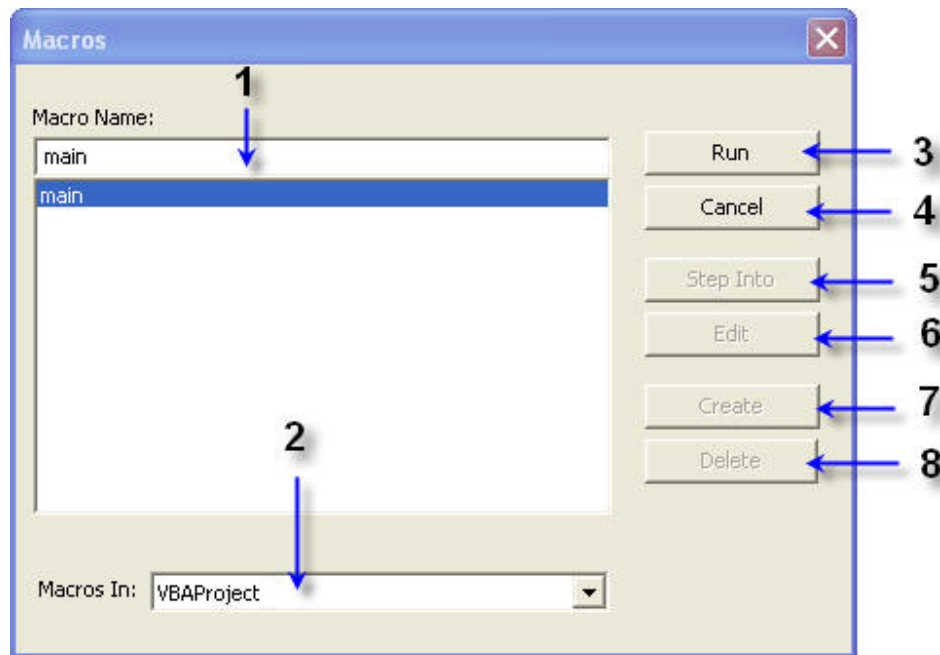 Macros
1
Macro Name:
main
main
Run
3
Cancel
4
Step Into
5
Edit
6
Create
7
Delete
8
2
Macros In:
VBAProject